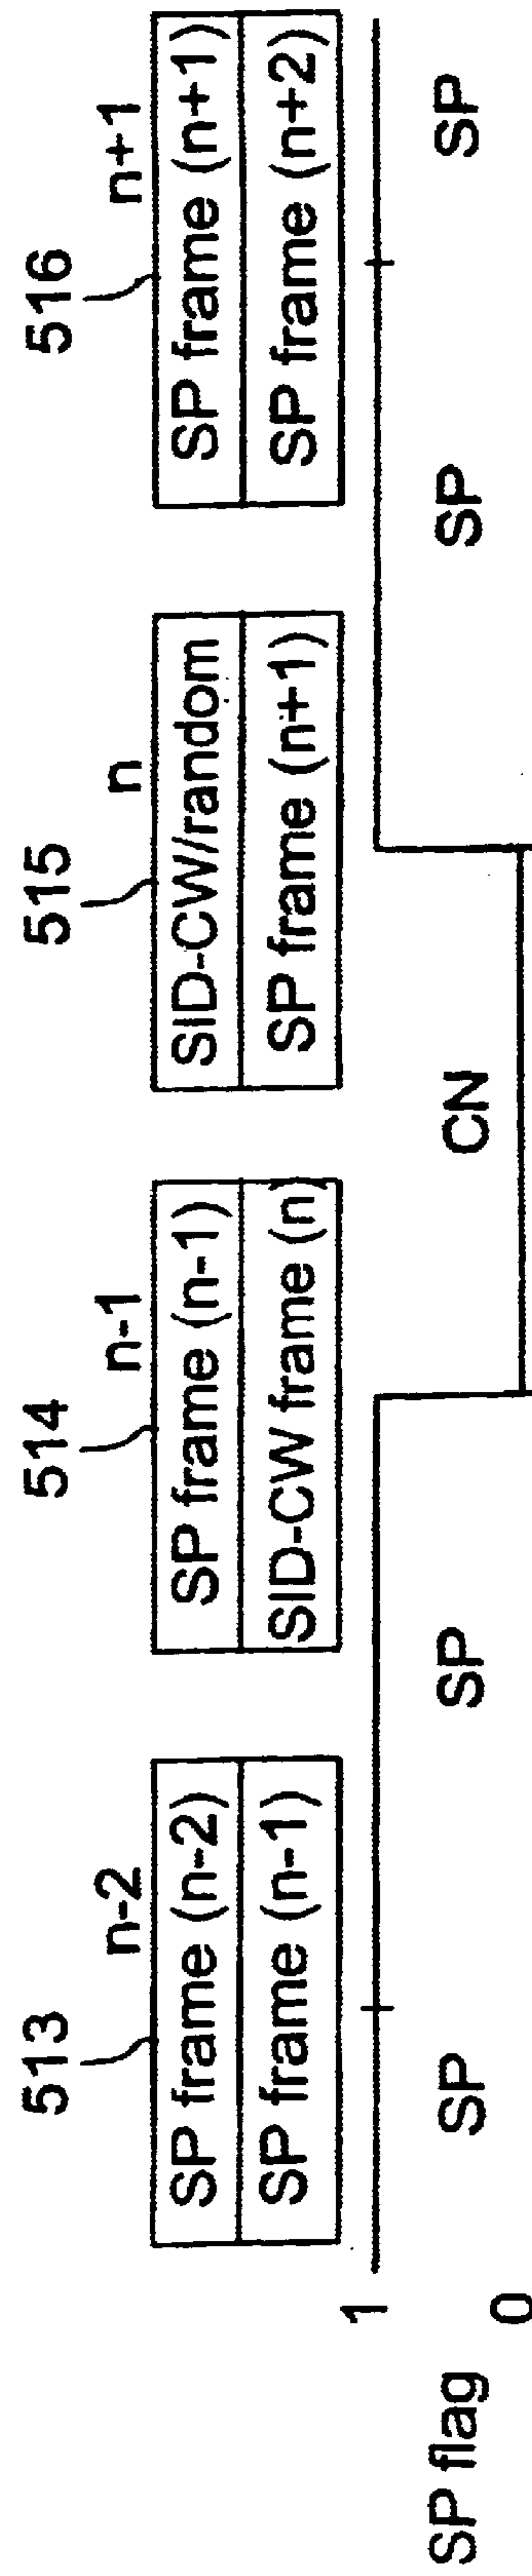 513 514 515 516
n-2 n-1 n n+1
SP frame (n-2) SP frame (n-1) SID-CW/random SP frame (n+1)
SP frame (n-1) SID-CW frame (n) SP frame (n+1) SP frame (n+2)
1
SP flag SP SP CN SP SP
0